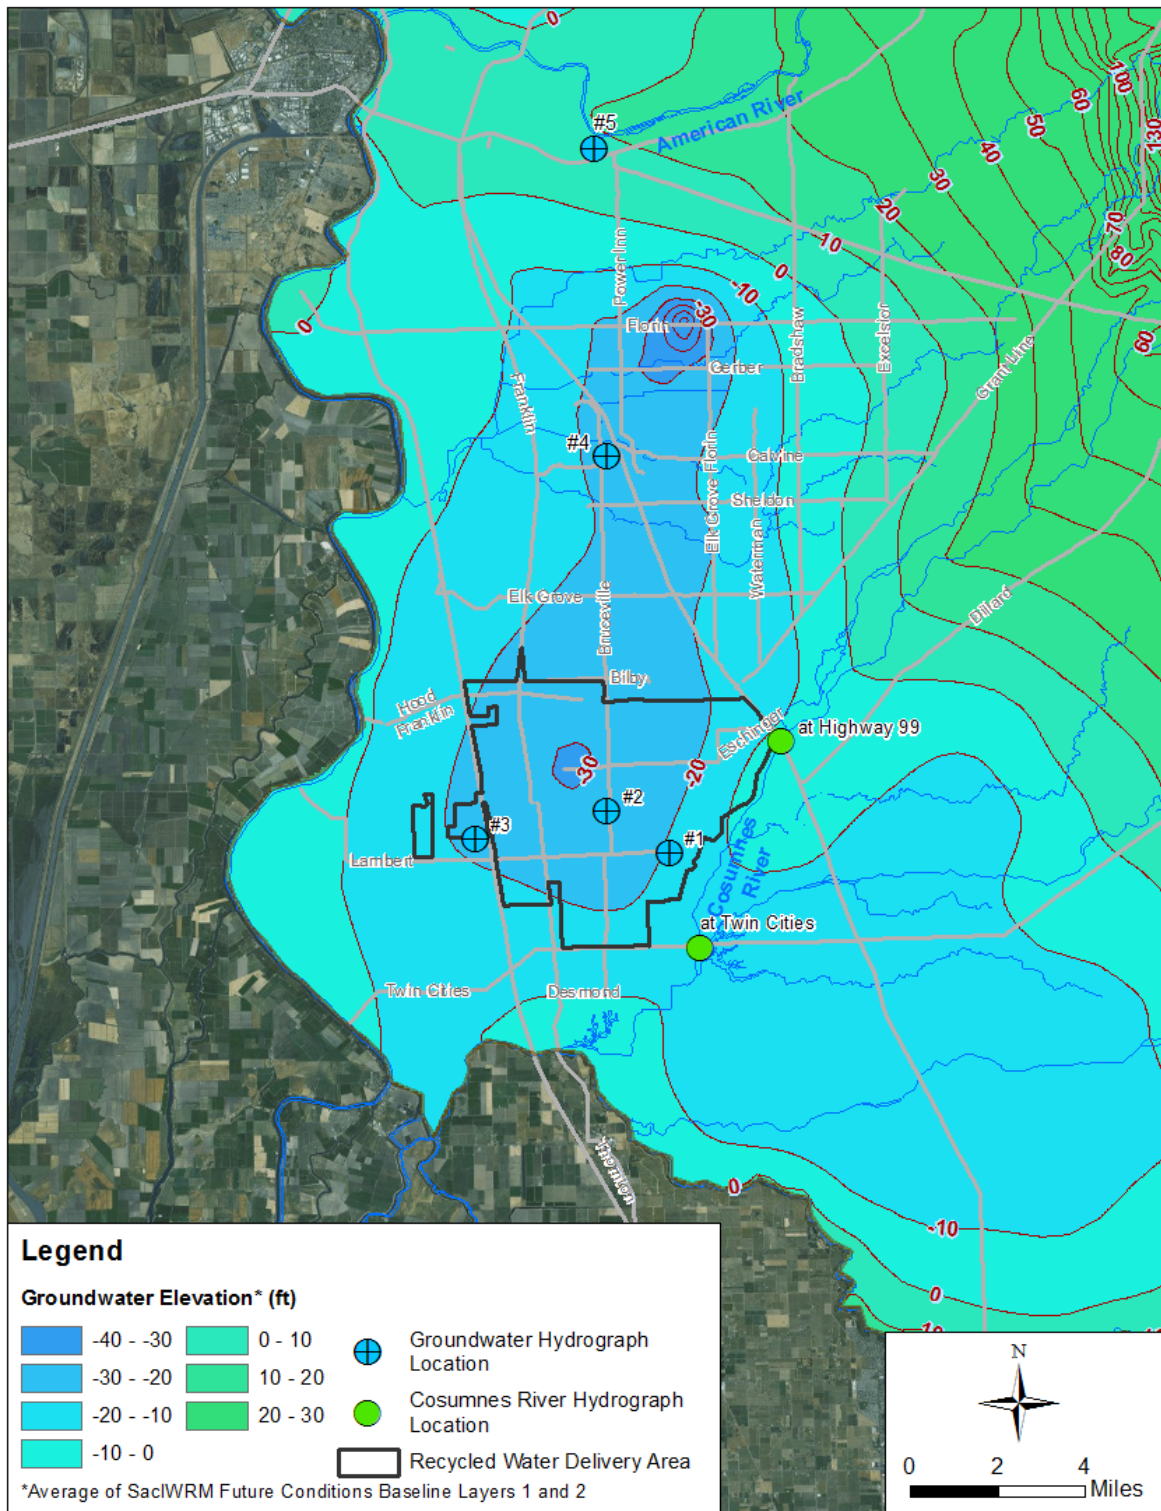 0
100
60
50
130
40
American River
#5
30
20
70
10
80
Power Inn
0
-10
-30
0
Florin
60
Bradshaw
Excelsior
Grant Line
Gerber
Franklin
#4
Calvine
Elk Grove Florin
Sheldon
Waterman
Elk Grove
Dillard
Bruceville
Bilby
Hood
Franklin
Eschinger
at Highway 99
-30
-20
#2
#3
#1
Lambert
Cosumnes
River
at Twin Cities
Twin Cities
Desmond
Thornton
0
-10
0
10
Legend
Groundwater Elevation* (ft)
-40 - -30
-30 - -20
-20 - -10
-10 - 0
0 - 10
10 - 20
20 - 30
Groundwater Hydrograph
Location
Cosumnes River Hydrograph
Location
Recycled Water Delivery Area
*Average of SacIWRM Future Conditions Baseline Layers 1 and 2
N
0 2 4
Miles